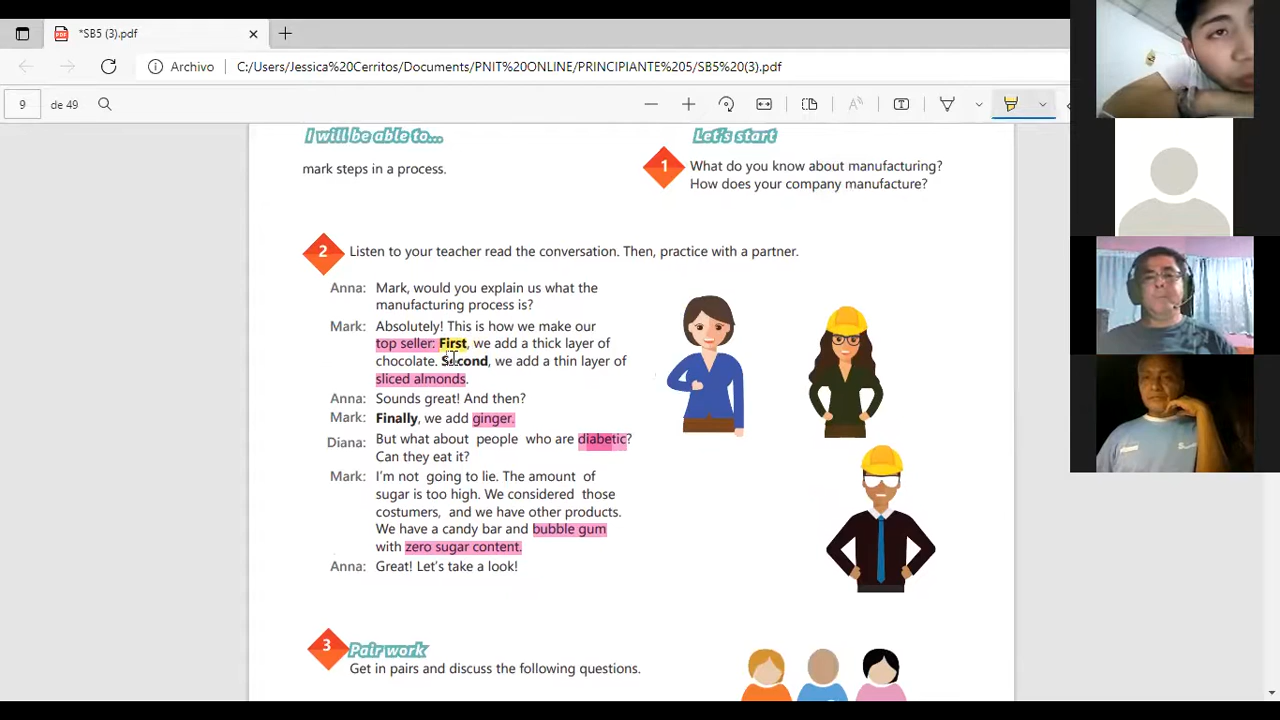 *SB5 (3).pdf
Archivo
C:/Users/Jessica%20Cerritos/Documents/PNIT%20ONLINE/PRINCIPIANTE%205/SB5%20(3).pdf
9
de 49
I will be able to...
mark steps in a process.
Let's start
1
What do you know about manufacturing?
How does your company manufacture?
2
Listen to your teacher read the conversation. Then, practice with a partner.
Anna: Mark, would you explain us what the
manufacturing process is?
Mark: Absolutely! This is how we make our
top seller: First, we add a thick layer of
chocolate. Second, we add a thin layer of
sliced almonds.
Anna: Sounds great! And then?
Mark: Finally, we add ginger.
Diana: But what about people who are diabetic?
Can they eat it?
Mark: I'm not going to lie. The amount of
sugar is too high. We considered those
costumers, and we have other products.
We have a candy bar and bubble gum
with zero sugar content.
Anna: Great! Let's take a look!
3
Pair work
Get in pairs and discuss the following questions.